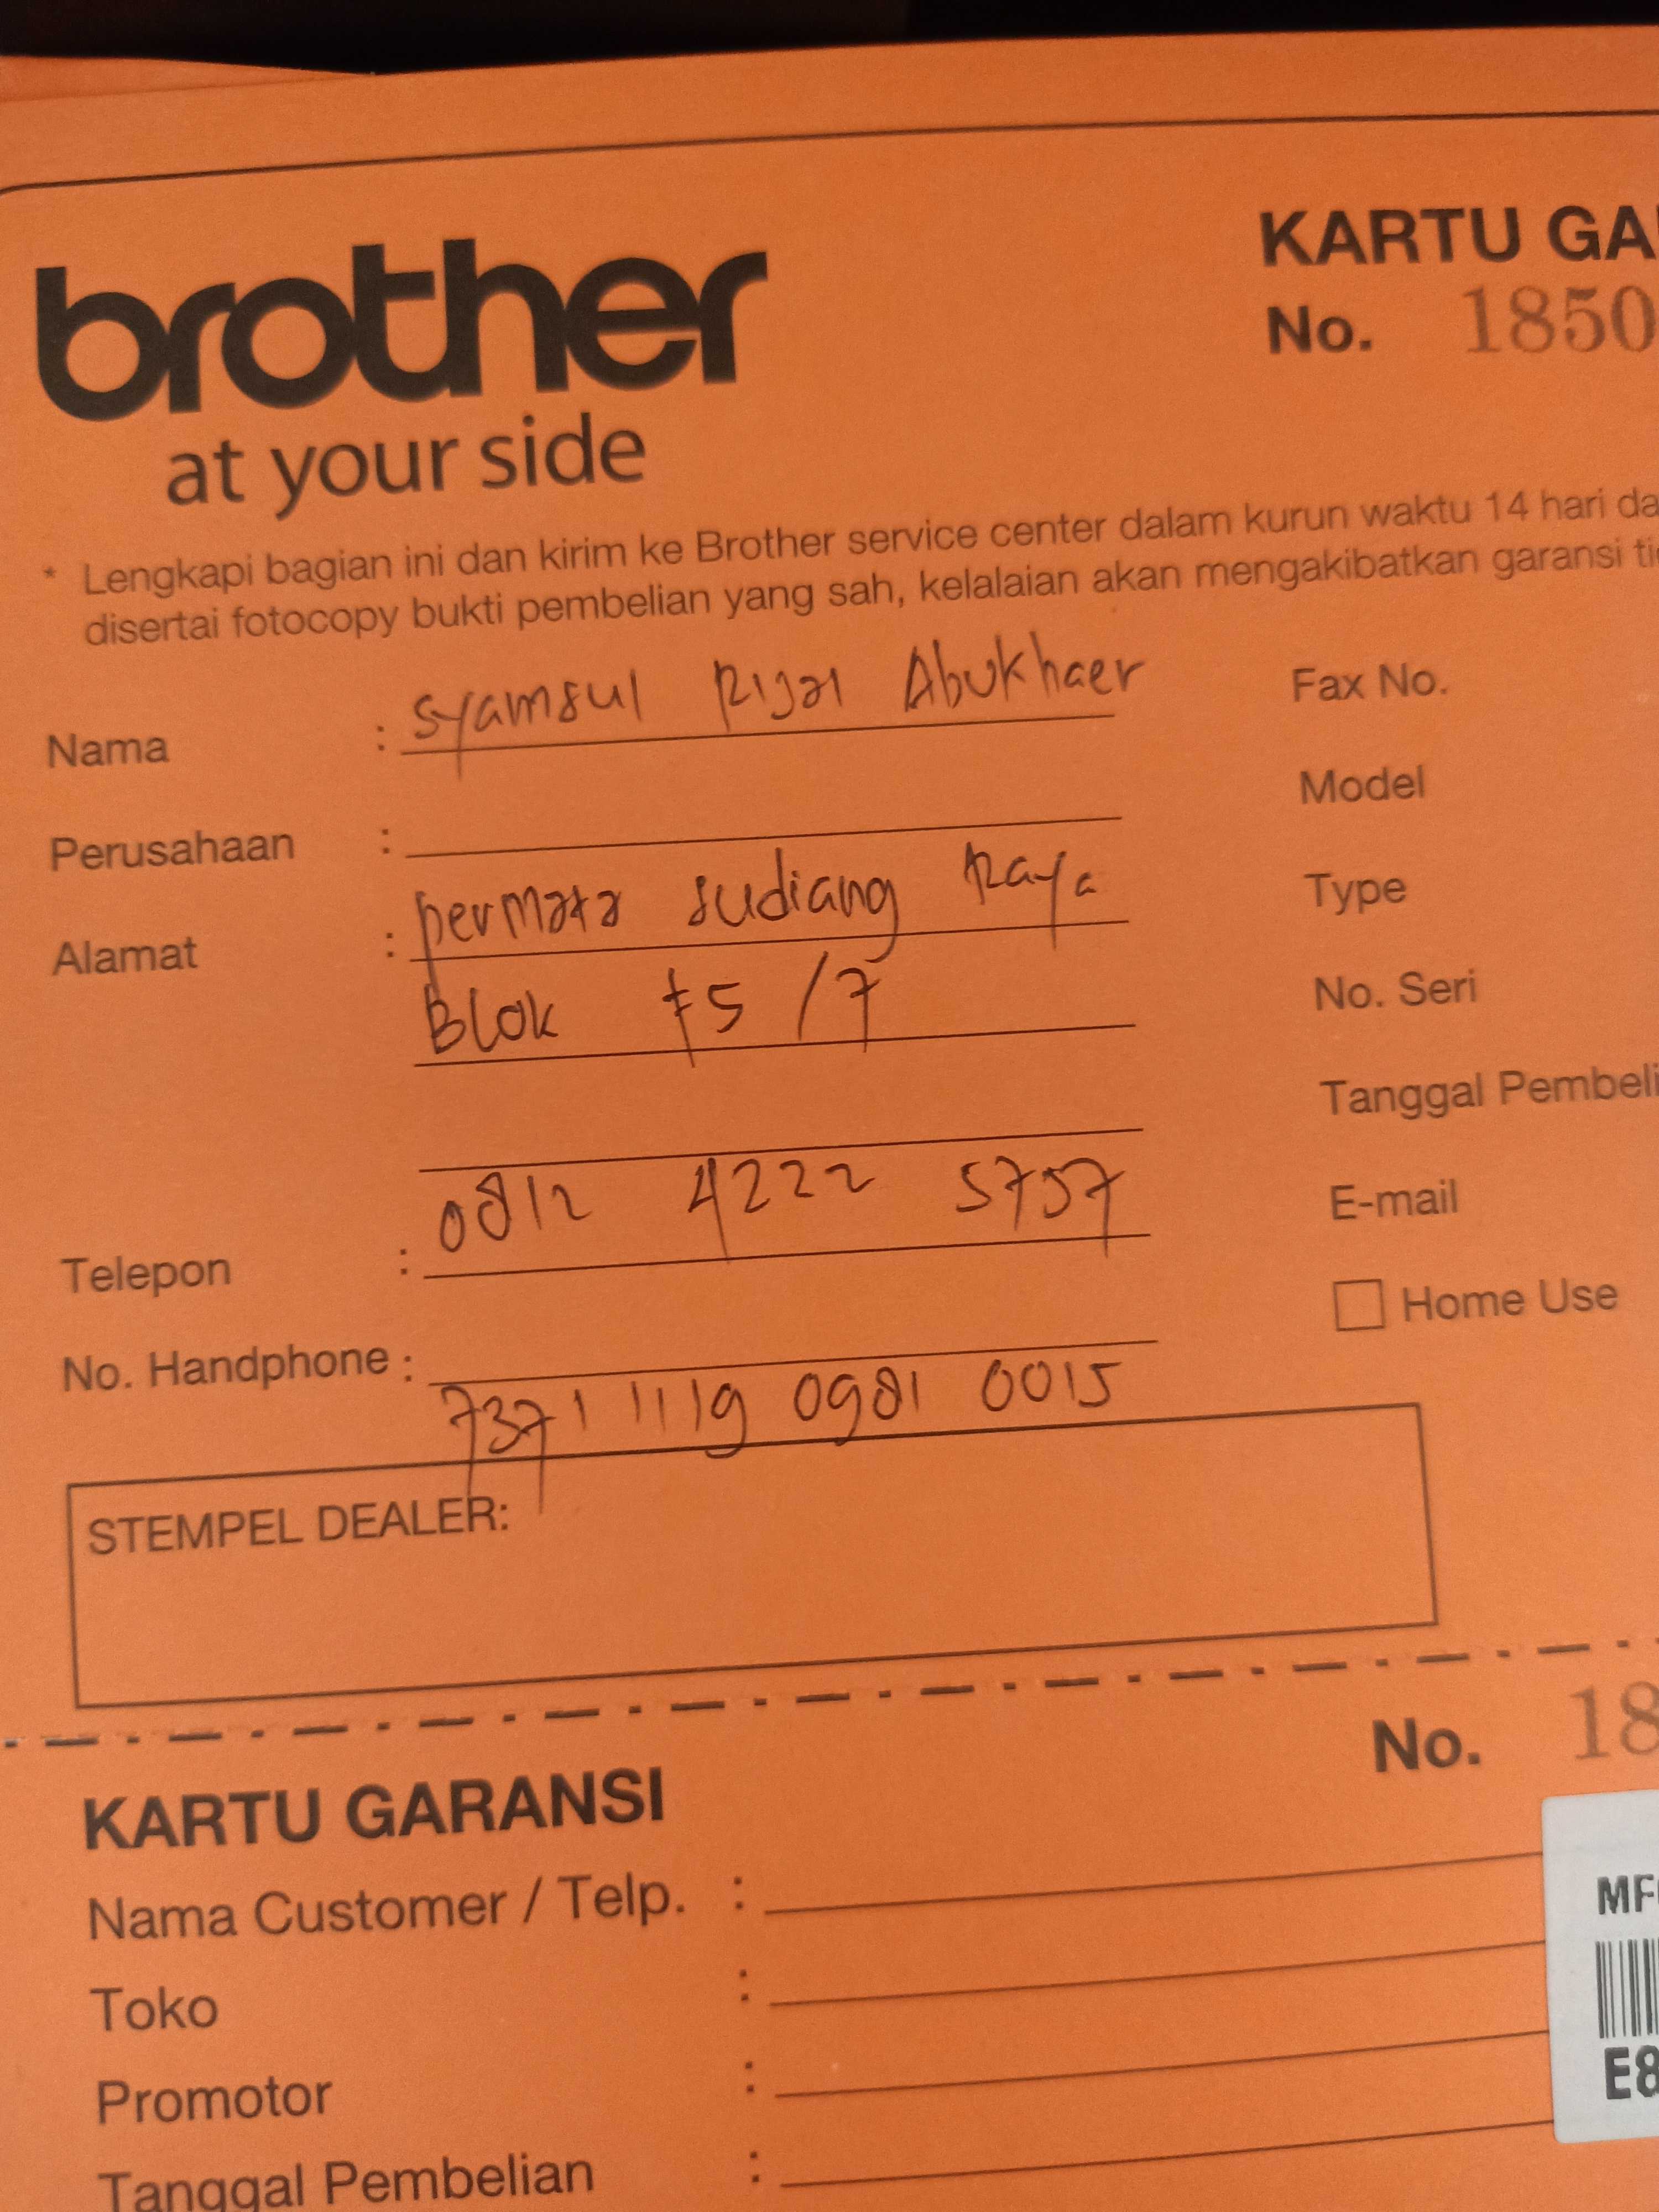 brother
at your side
KARTU GA
No. 1850
* Lengkapi bagian ini dan kirim ke Brother service center dalam kurun waktu 14 hari da
disertai fotocopy bukti pembelian yang sah, kelalaian akan mengakibatkan garansi ti
Nama : Syamsul Rijal Abukhaer
Perusahaan :
Alamat : permata sudiang Raya
Blok F5 /7
Telepon : 0812 4222 5757
No. Handphone :
7371 1119 0981 0015
Fax No.
Model
Type
No. Seri
Tanggal Pembeli
E-mail
Home Use
STEMPEL DEALER:
KARTU GARANSI
No. 18
Nama Customer / Telp. :
Toko :
Promotor :
Tanggal Pembelian :
MF
E8